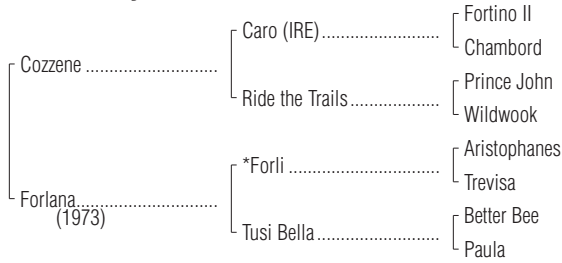 Fortino II
Caro (IRE)
Chambord
Cozzene
Prince John
Ride the Trails
Wildwook
Aristophanes
*Forli
Trevisa
Forlana
(1973)
Better Bee
Tusi Bella
Paula